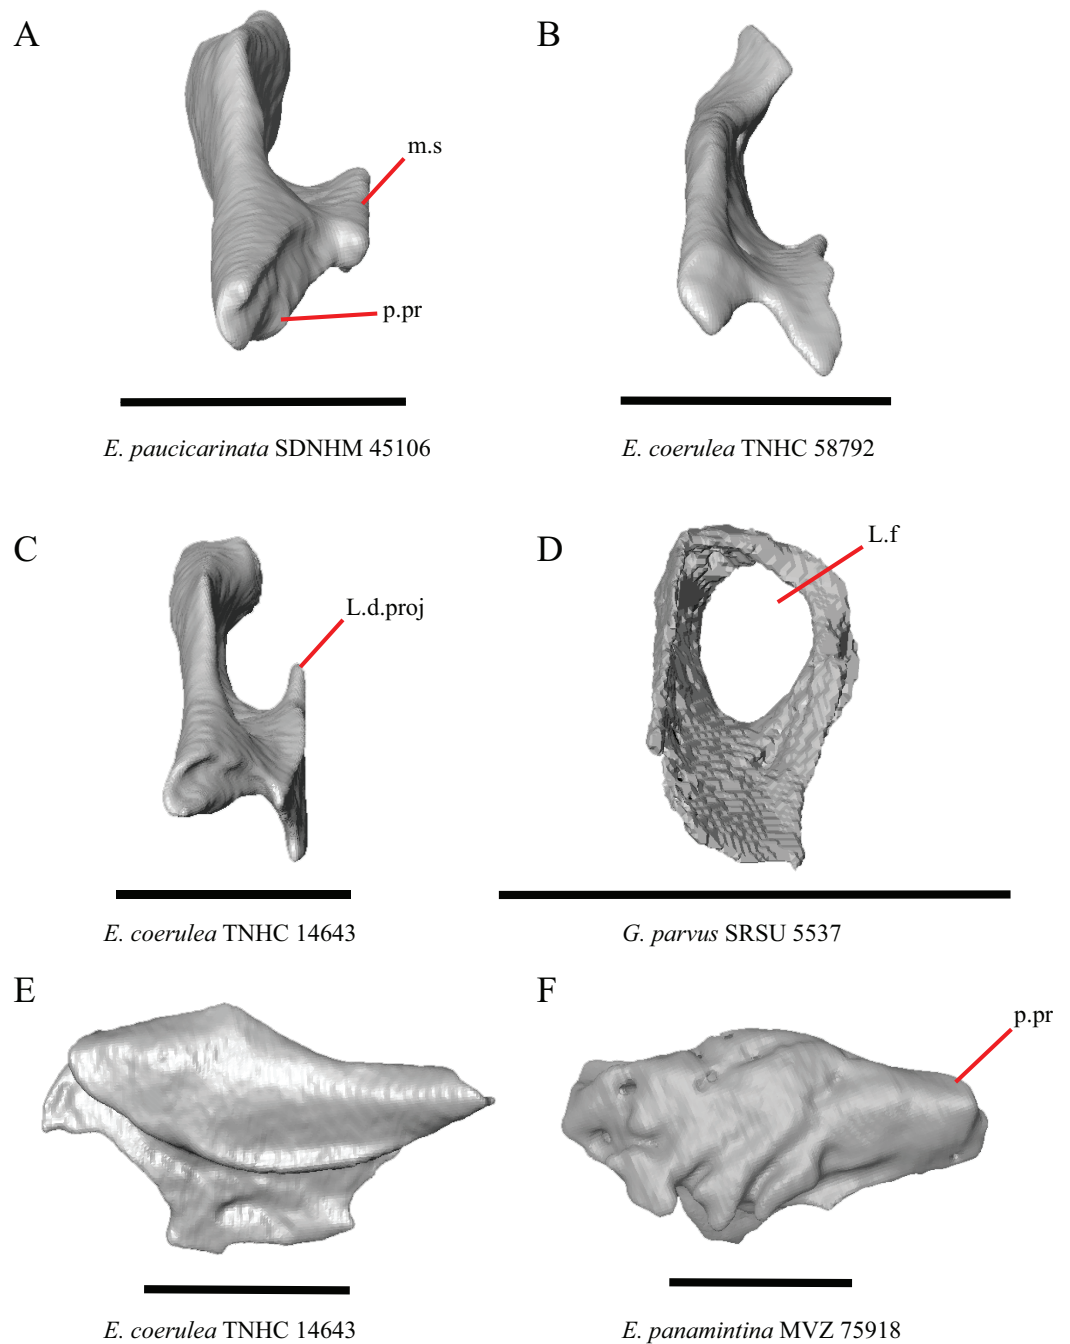 A
B
m.s
p.pr
E. paucicarinata SDNHM 45106
E. coerulea TNHC 58792
C
D
L.f
L.d.proj
E. coerulea TNHC 14643
G. parvus SRSU 5537
E
F
p.pr
E. coerulea TNHC 14643
E. panamintina MVZ 75918